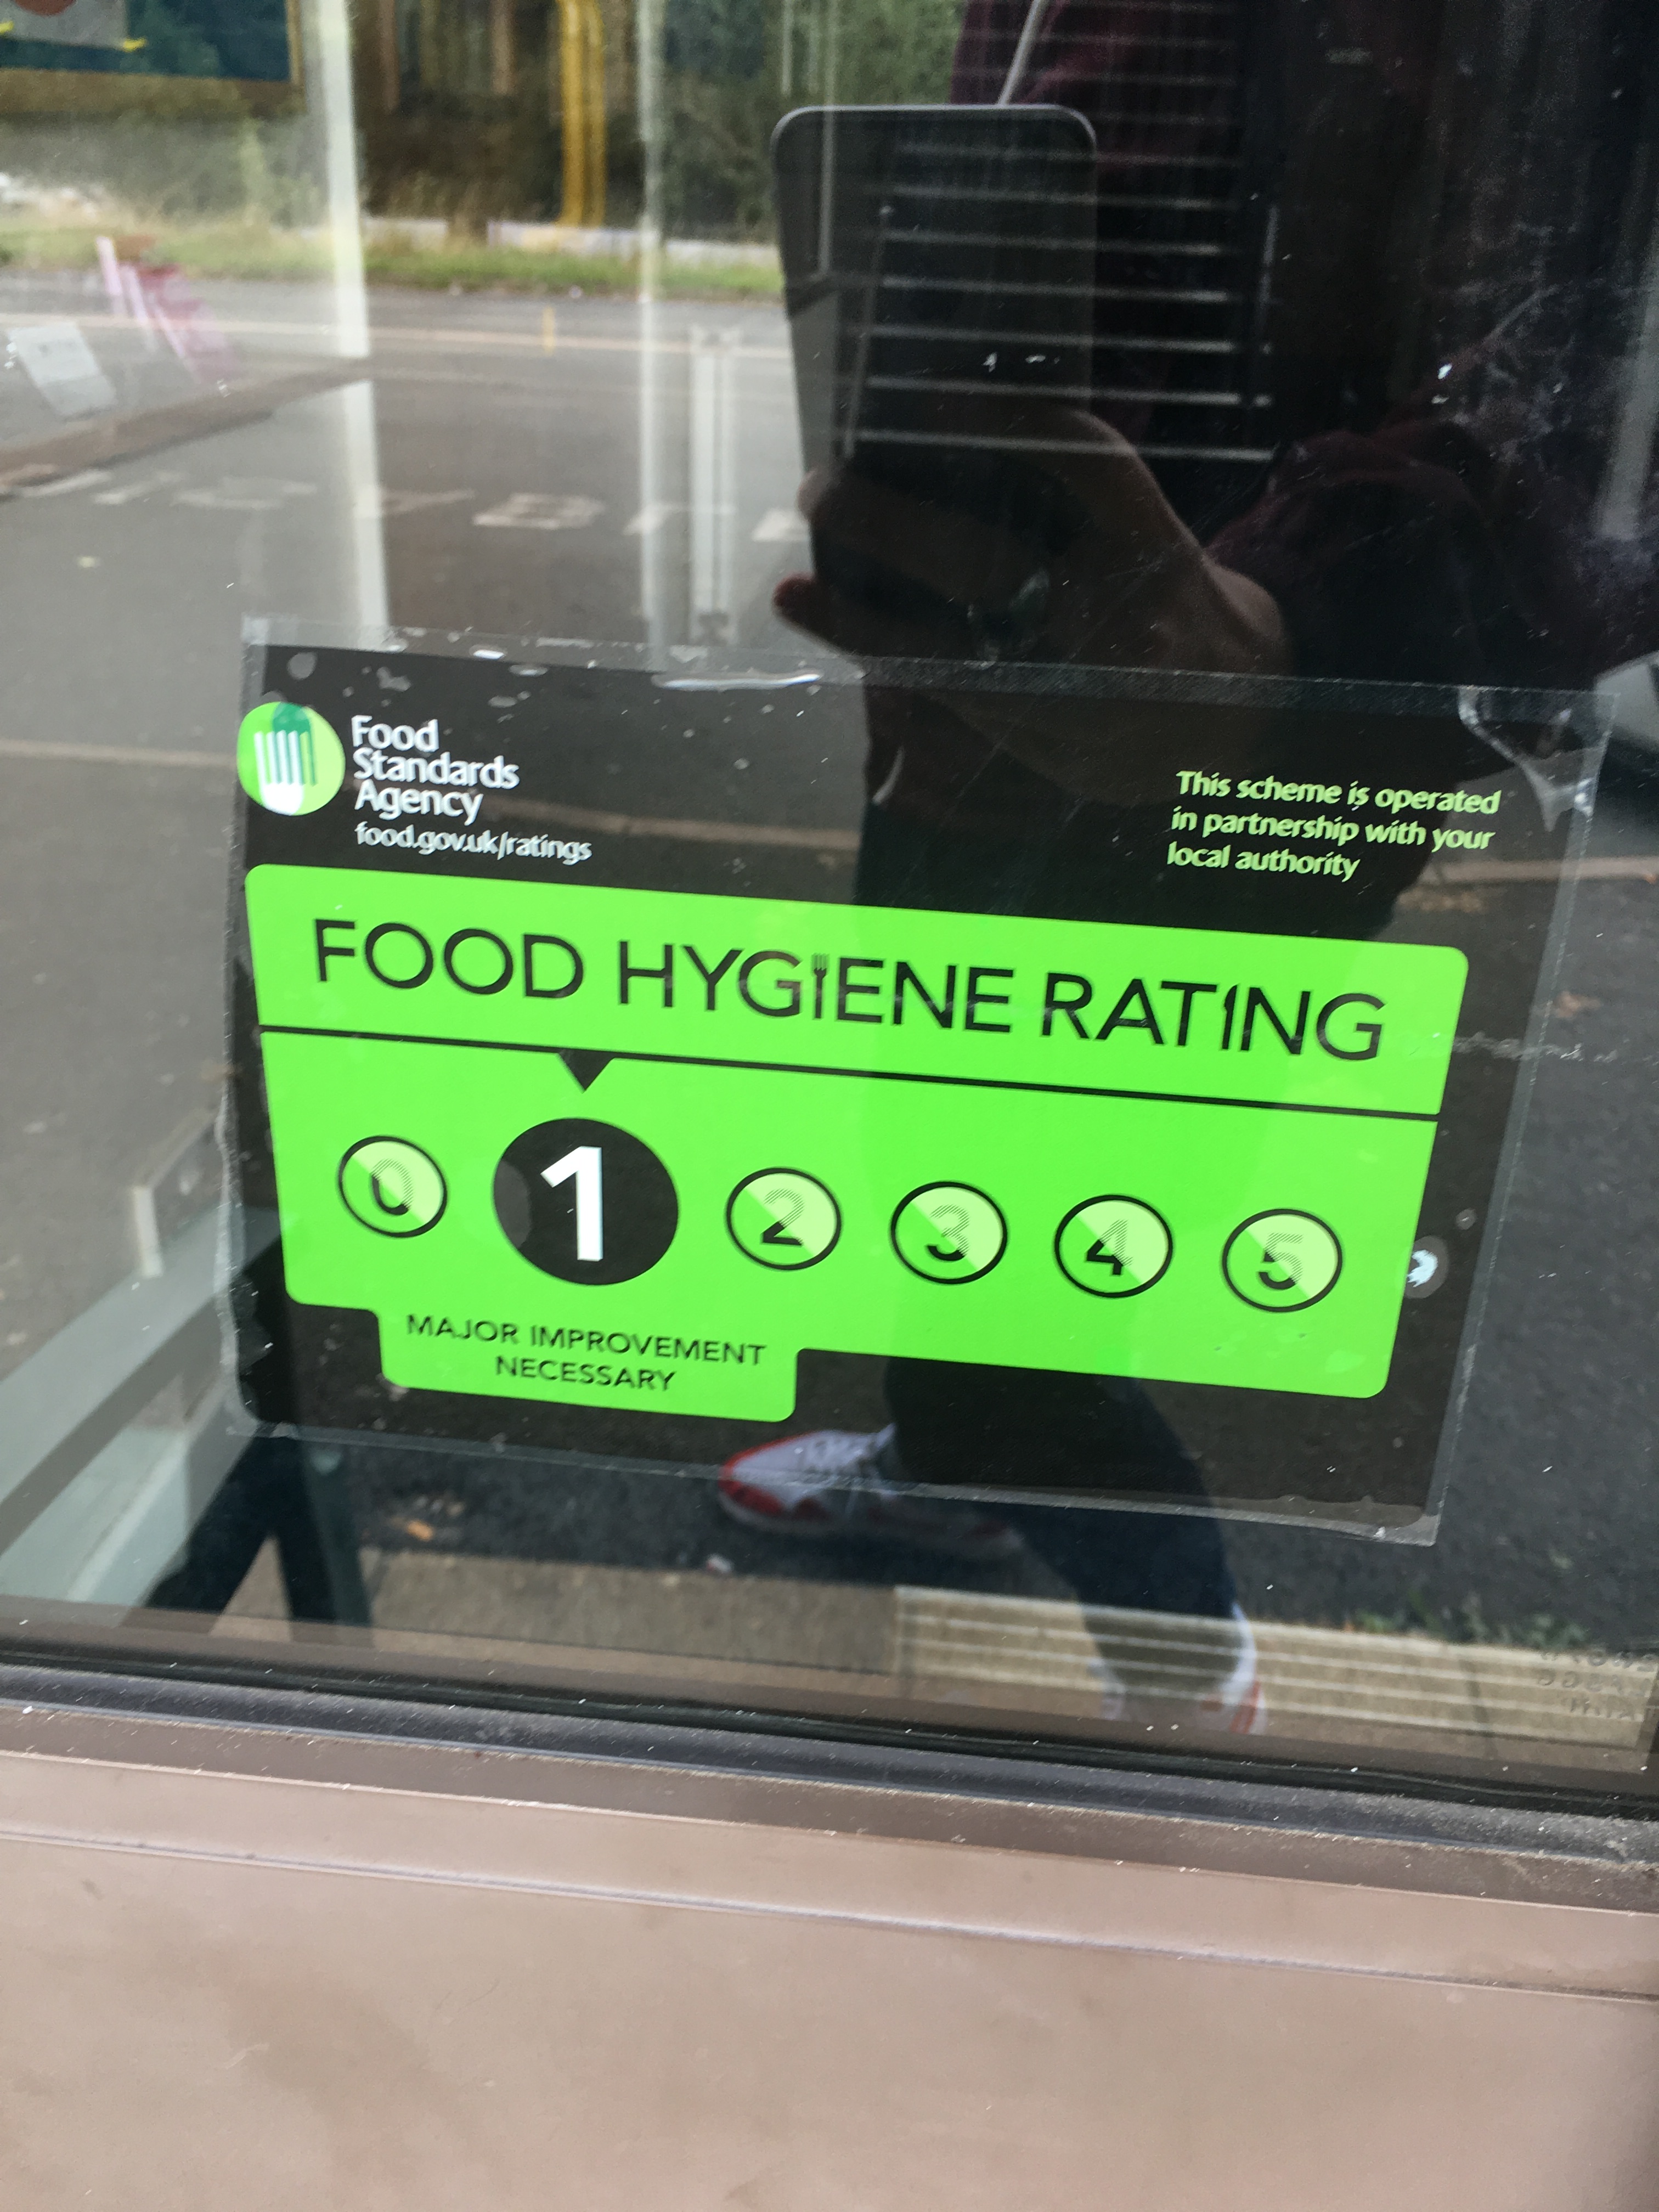 Food
Standards
Agency
food.gov.uk/ratings
This scheme is operated
in partnership with your
local authority
FOOD HYGIENE RATING
0 1 2 3 4 5
MAJOR IMPROVEMENT
NECESSARY